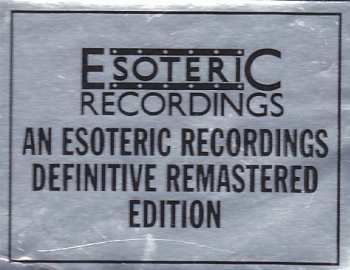 ESOTERIC
RECORDINGS
AN ESOTERIC RECORDINGS
DEFINITIVE REMASTERED
EDITION